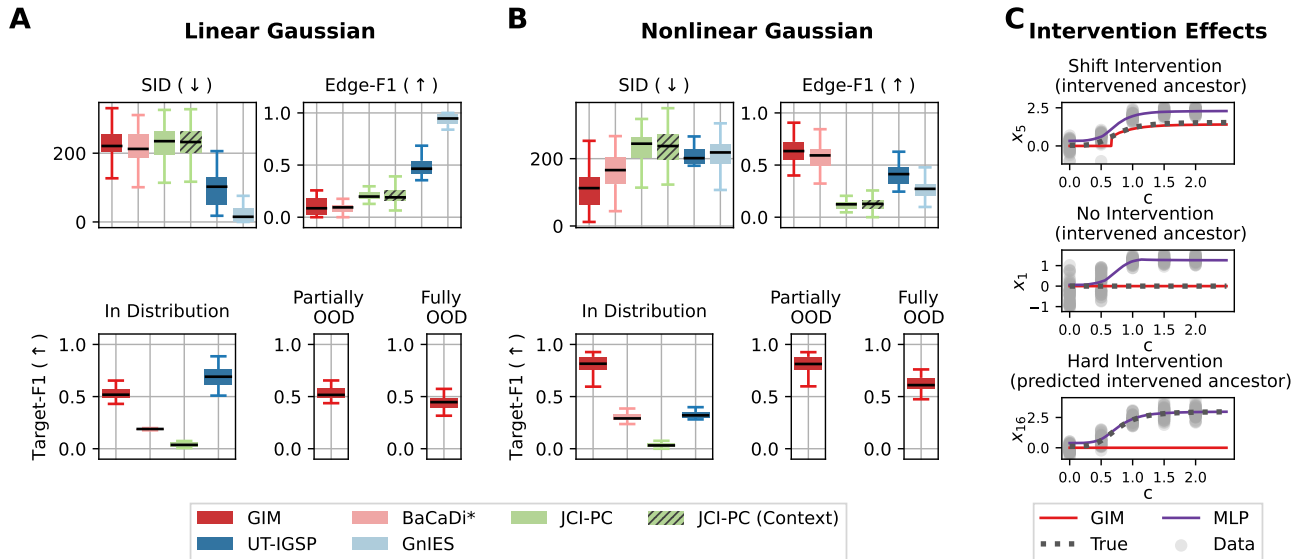 A
Linear Gaussian
SID ( ↓ )
Edge-F1 ( ↑ )
200
0
1.0
0.5
0.0
In Distribution
Partially
OOD
Fully
OOD
Target-F1 ( ↑ )
1.0
0.5
0.0
1.0
0.5
0.0
1.0
0.5
0.0
B
Nonlinear Gaussian
SID ( ↓ )
Edge-F1 ( ↑ )
200
0
1.0
0.5
0.0
In Distribution
Partially
OOD
Fully
OOD
Target-F1 ( ↑ )
1.0
0.5
0.0
1.0
0.5
0.0
1.0
0.5
0.0
GIM
BaCaDi*
JCI-PC
JCI-PC (Context)
UT-IGSP
GnIES
C
Intervention Effects
Shift Intervention
(intervened ancestor)
x5
2.5
0.0
0.0 0.5 1.0 1.5 2.0
c
No Intervention
(intervened ancestor)
x1
1
0
−1
0.0 0.5 1.0 1.5 2.0
c
Hard Intervention
(predicted intervened ancestor)
x16
2.5
0.0
0.0 0.5 1.0 1.5 2.0
c
GIM
MLP
True
Data